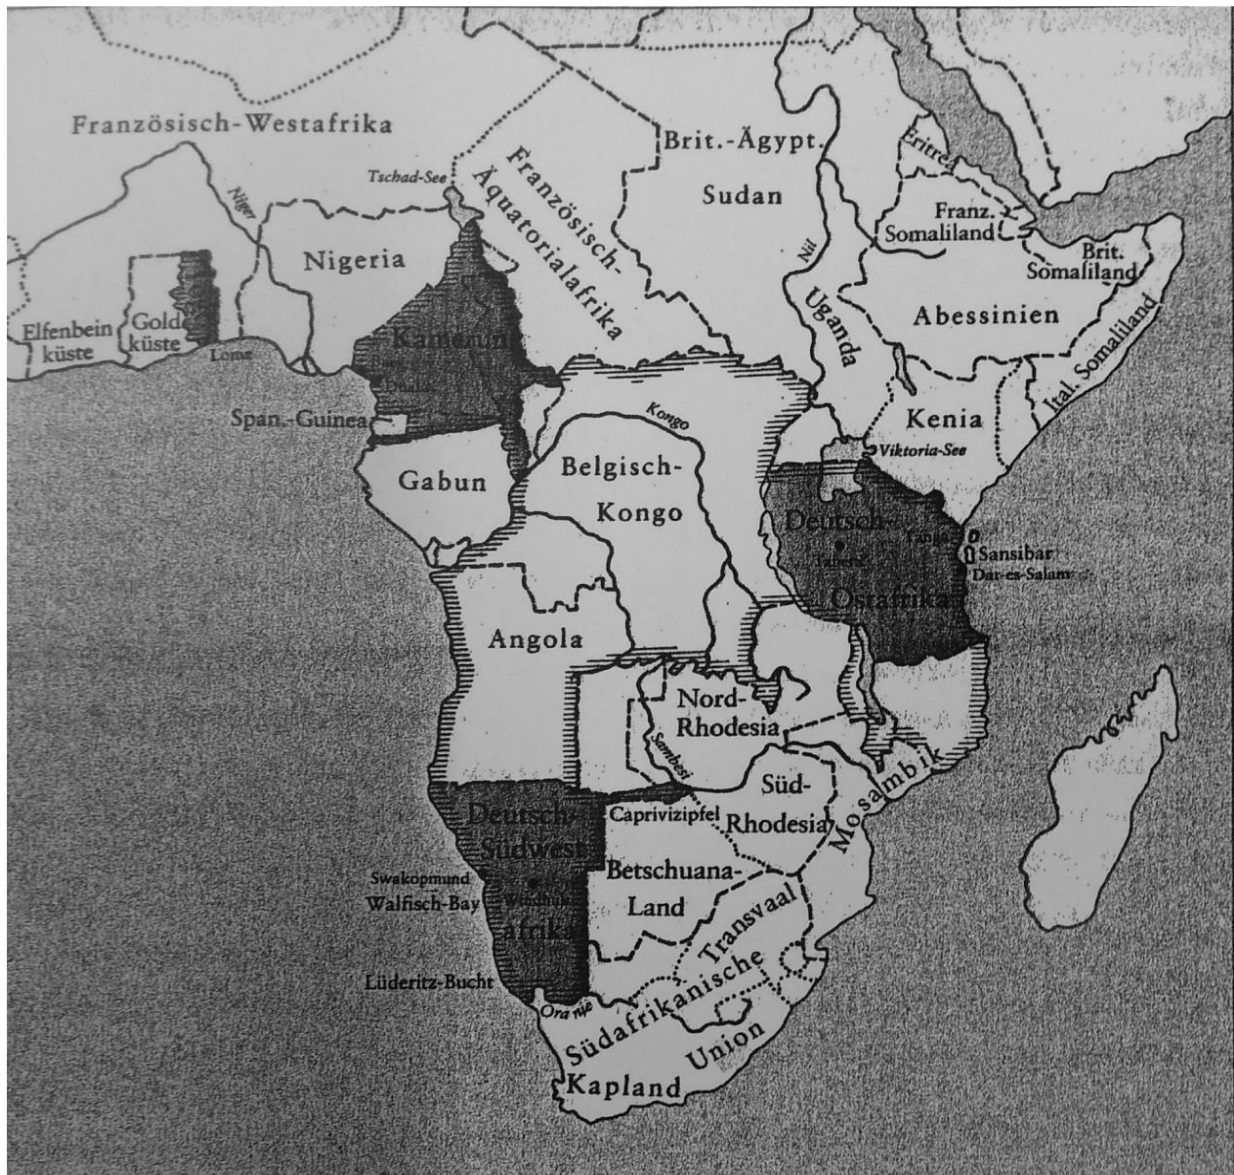 Französisch-Westafrika
Tschad-See
Niger
Nigeria
Französisch-
Äquatorialafrika
Brit.-Ägypt.
Sudan
Nil
Eritrea
Franz.
Somaliland
Brit.
Somaliland
Ital. Somaliland
Abessinien
Uganda
Kenia
Viktoria-See
Elfenbein
küste
Gold
küste
Lome
Kamerun
Duala
Span.-Guinea
Gabun
Kongo
Belgisch-
Kongo
Deutsch-
Tanga
Tabora
Sansibar
Dar-es-Salam
Ostafrika
Angola
Nord-
Rhodesia
Sambesi
Süd-
Rhodesia
Mosambik
Caprivizipfel
Deutsch-
Südwest
Windhuk
afrika
Swakopmund
Walfisch-Bay
Lüderitz-Bucht
Betschuana-
Land
Transvaal
Oranje
Südafrikanische
Union
Kapland